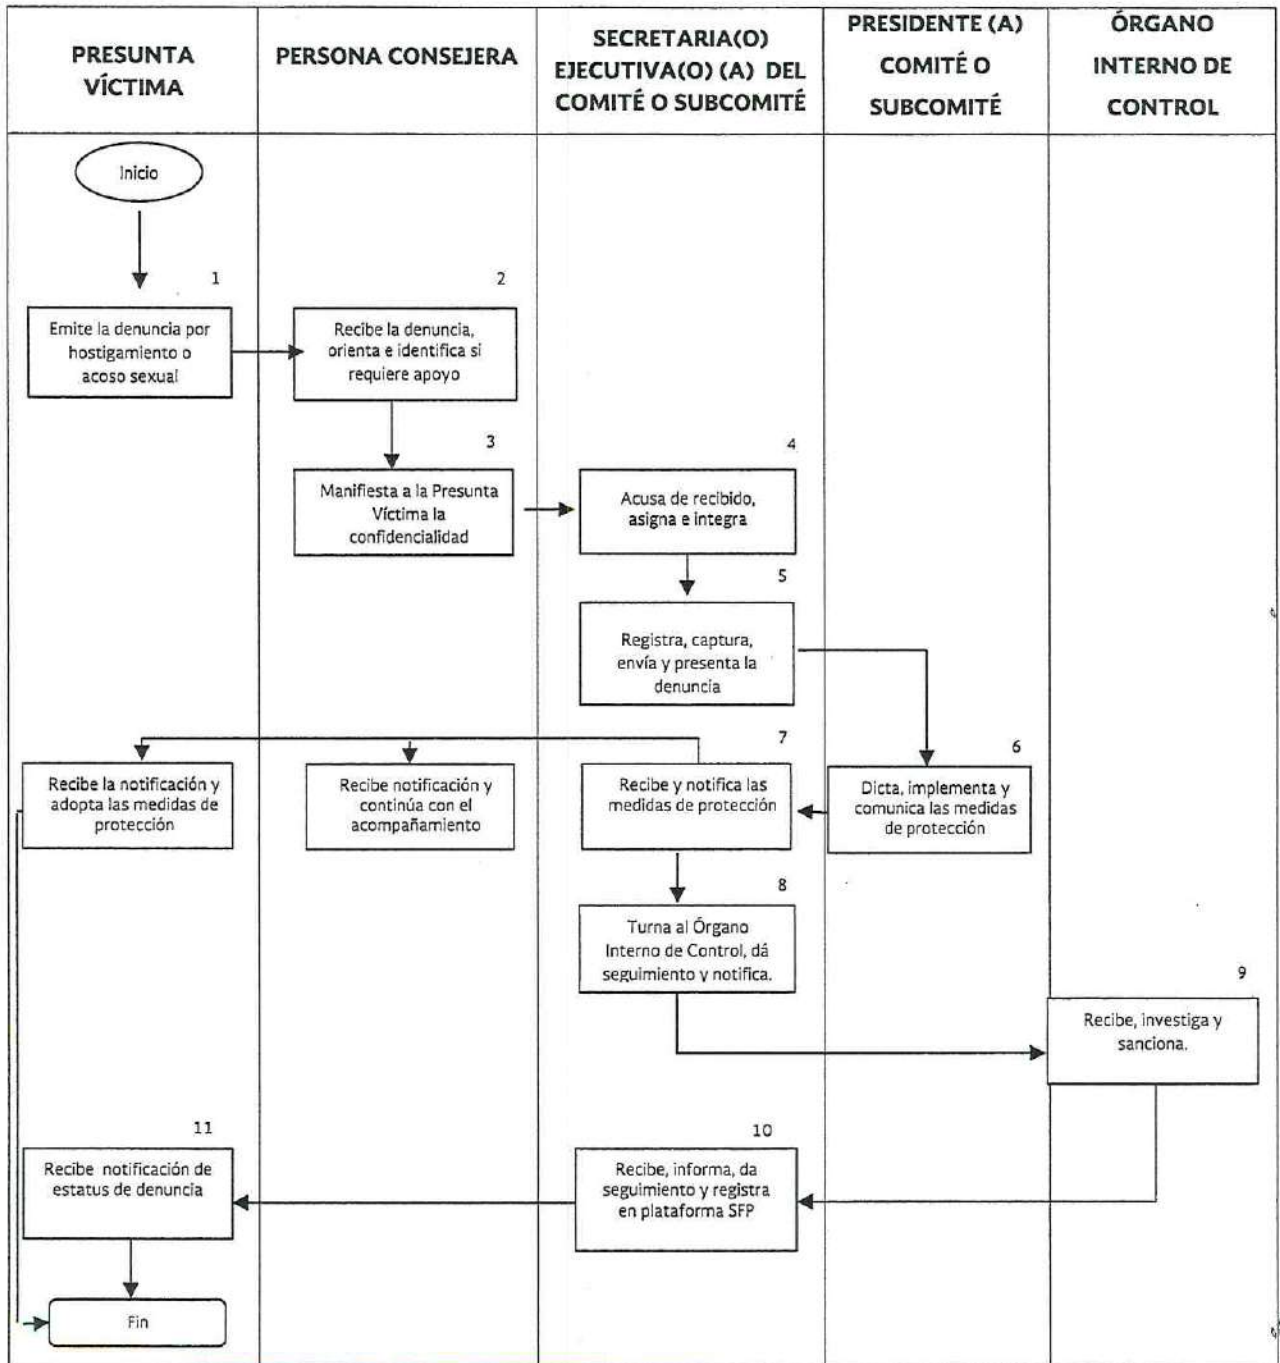 PRESUNTA
VÍCTIMA
PERSONA CONSEJERA
SECRETARIA(O)
EJECUTIVA(O) (A) DEL
COMITÉ O SUBCOMITÉ
PRESIDENTE (A)
COMITÉ O
SUBCOMITÉ
ÓRGANO
INTERNO DE
CONTROL
Inicio
1
Emite la denuncia por
hostigamiento o
acoso sexual
2
Recibe la denuncia,
orienta e identifica si
requiere apoyo
3
Manifiesta a la Presunta
Víctima la
confidencialidad
4
Acusa de recibido,
asigna e integra
5
Registra, captura,
envía y presenta la
denuncia
6
Dicta, implementa y
comunica las medidas
de protección
7
Recibe y notifica las
medidas de protección
Recibe notificación y
continúa con el
acompañamiento
Recibe la notificación y
adopta las medidas de
protección
8
Turna al Órgano
Interno de Control, dá
seguimiento y notifica.
9
Recibe, investiga y
sanciona.
10
Recibe, informa, da
seguimiento y registra
en plataforma SFP
11
Recibe notificación de
estatus de denuncia
Fin